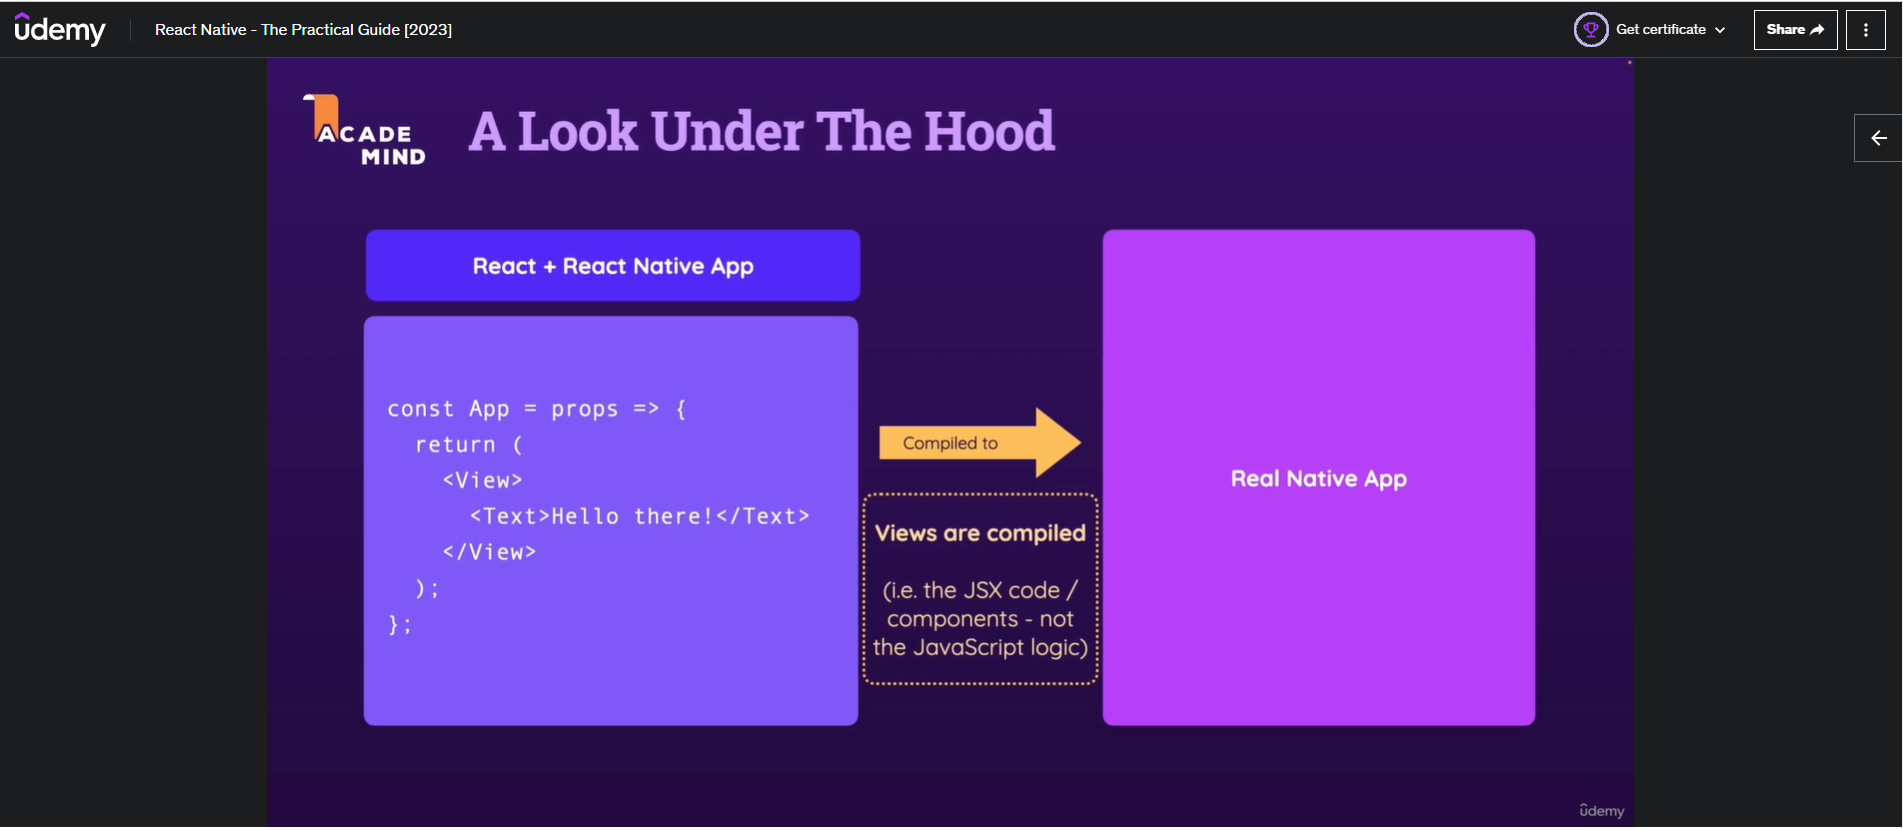 ûdemy
React Native - The Practical Guide [2023]
Get certificate
Share
ACADE
MIND
A Look Under The Hood
React + React Native App
const App = props => {
return (
<View>
<Text>Hello there!</Text>
</View>
);
};
Compiled to
Views are compiled
(i.e. the JSX code /
components - not
the JavaScript logic)
Real Native App
ûdemy